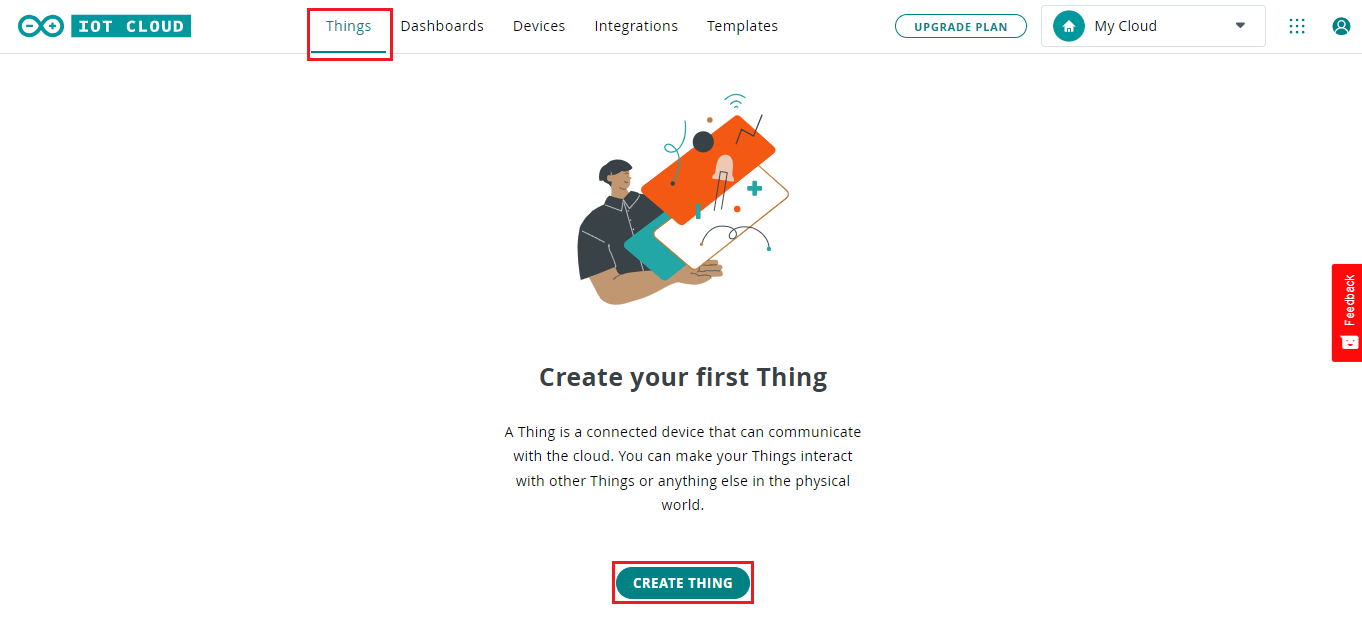 IOT CLOUD
Things
Dashboards
Devices
Integrations
Templates
UPGRADE PLAN
My Cloud
Feedback
Create your first Thing
A Thing is a connected device that can communicate
with the cloud. You can make your Things interact
with other Things or anything else in the physical
world.
CREATE THING